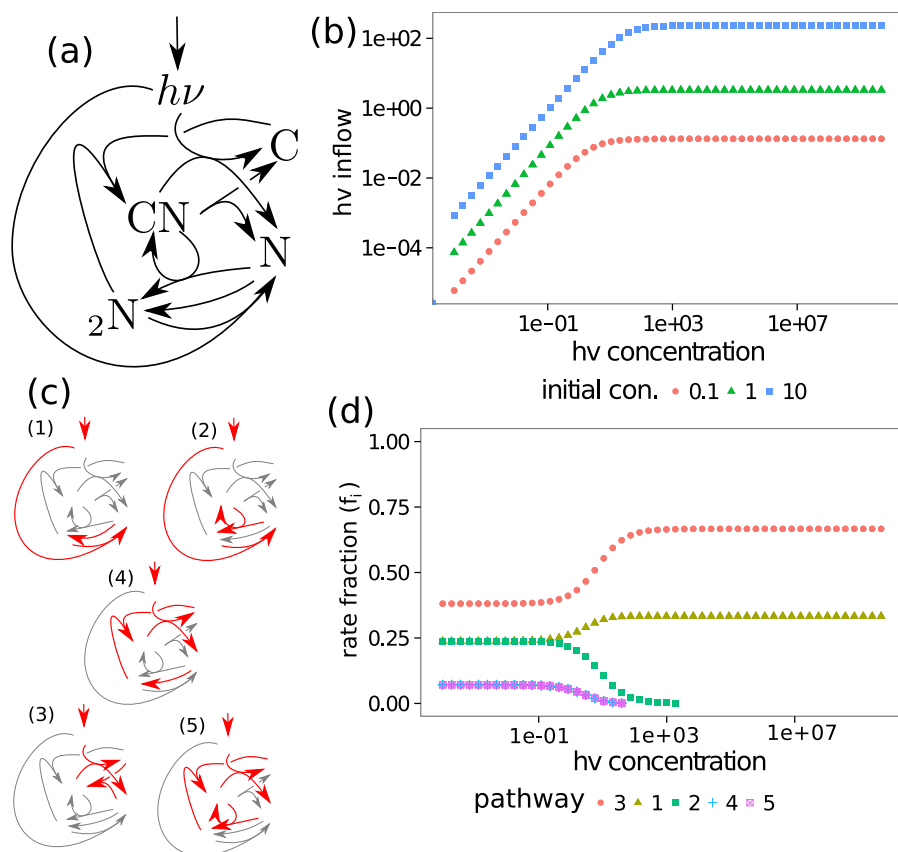 (a)
hν
C
CN
N
₂N
(b)
hv inflow
1e+02
1e+00
1e−02
1e−04
1e−01 1e+03 1e+07
hv concentration
initial con. 0.1 1 10
(c)
(1) (2)
(4)
(3) (5)
(d)
rate fraction (fᵢ)
1.00
0.75
0.50
0.25
0.00
1e−01 1e+03 1e+07
hv concentration
pathway 3 1 2 4 5